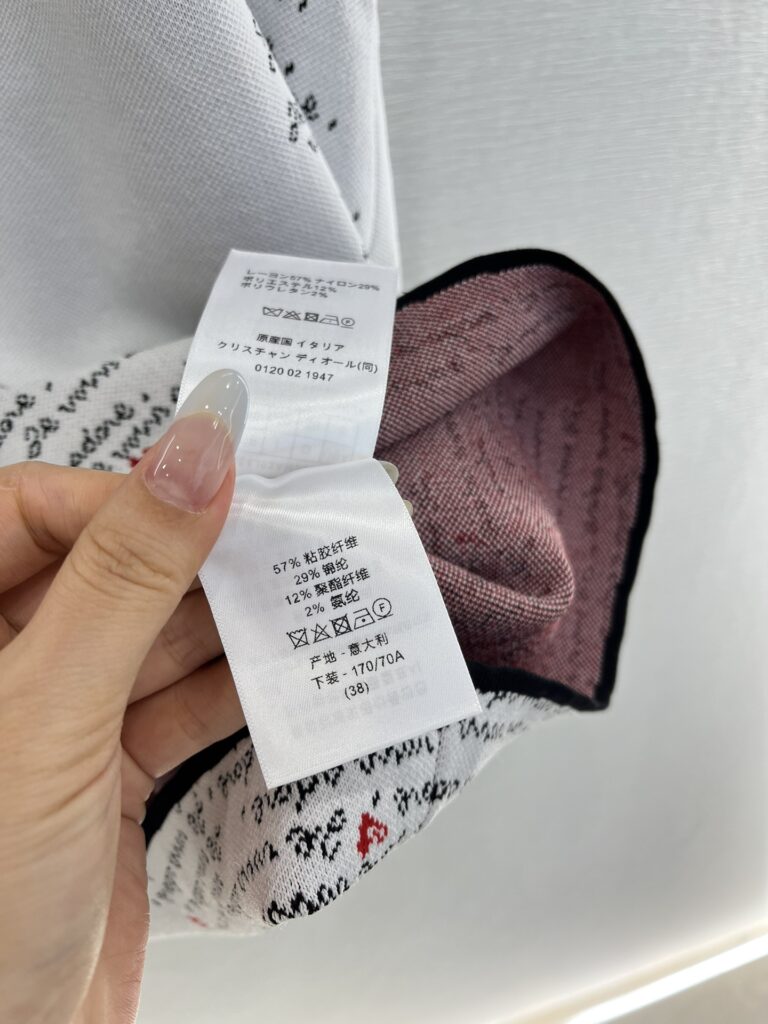 レーヨン57% ナイロン29%
ポリエステル12%
ポリウレタン2%
原産国 イタリア
クリスチャン ディオール(同)
0120 02 1947
57% 粘胶纤维
29% 锦纶
12% 聚酯纤维
2% 氨纶
F
产地 - 意大利
下装 - 170/70A
(38)